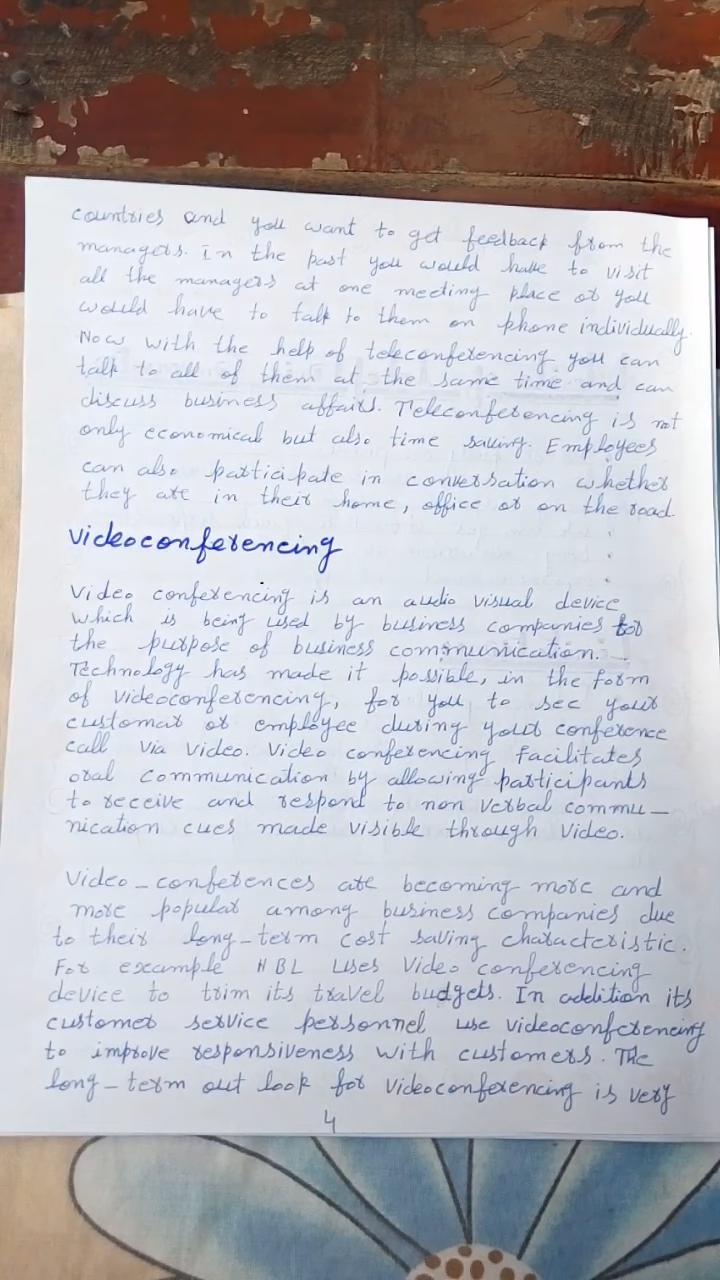 countries and you want to get feedback from the
managers. In the past you would have to visit
all the managers at one meeting place or you
would have to talk to them on phone individually.
Now with the help of teleconferencing you can
talk to all of them at the same time and can
discuss business affairs. Teleconferencing is not
only economical but also time saving. Employees
can also participate in conversation whether
they are in their home, office or on the road.
Videoconferencing
Video conferencing is an audio visual device
which is being used by business companies for
the purpose of business communication.
Technology has made it possible, in the form
of videoconferencing, for you to see your
customar or employee during your conference
call via video. Video conferencing facilitates
oral communication by allowing participants
to receive and respond to non verbal commu-
nication cues made visible through video.
Video-conferences are becoming more and
more popular among business companies due
to their long-term cost saving characteristic.
For example HBL uses Video conferencing
device to trim its travel budgets. In addition its
customer service personnel use videoconferencing
to improve responsiveness with customers. The
long-term out look for videoconferencing is very
4